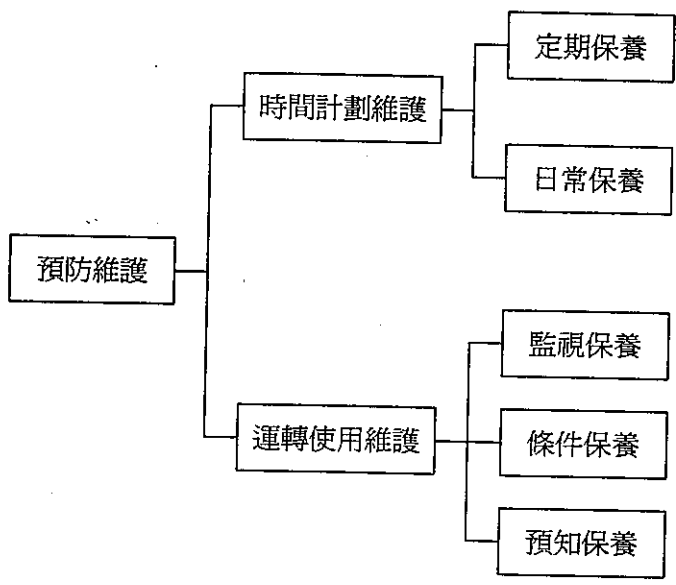 預防維護
時間計劃維護
定期保養
日常保養
運轉使用維護
監視保養
條件保養
預知保養